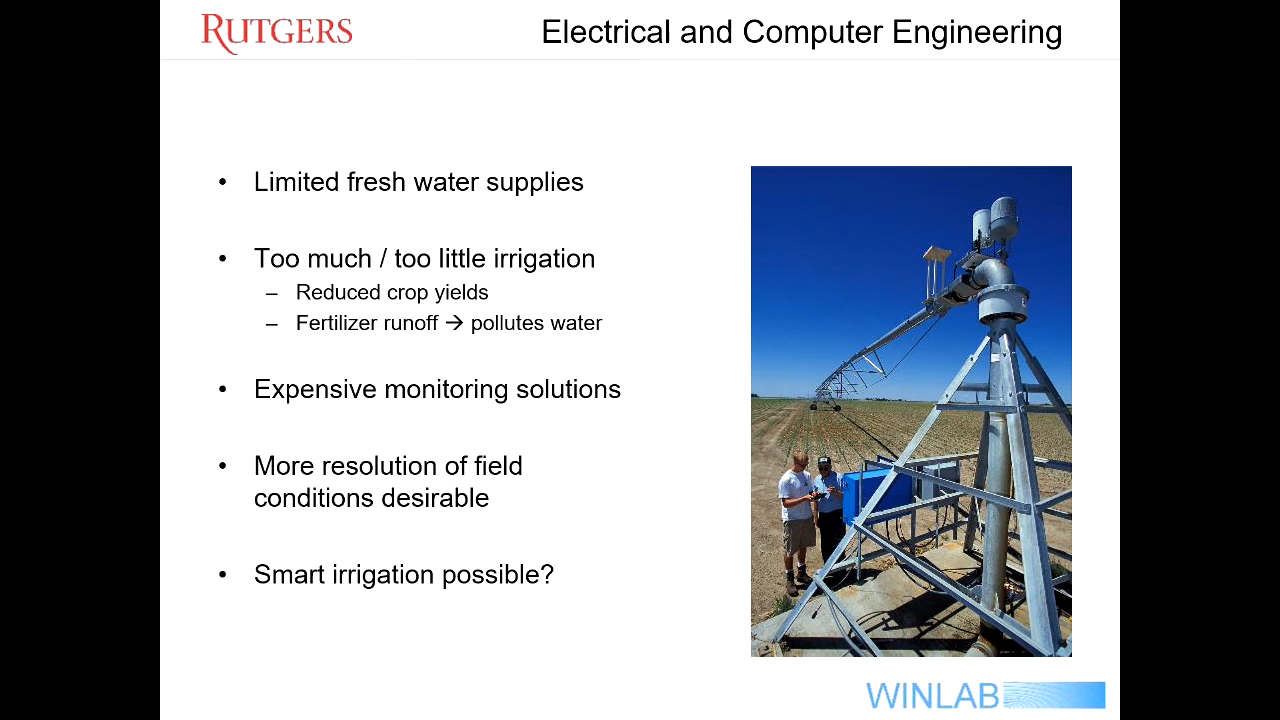 RUTGERS
Electrical and Computer Engineering
• Limited fresh water supplies
• Too much / too little irrigation
– Reduced crop yields
– Fertilizer runoff → pollutes water
• Expensive monitoring solutions
• More resolution of field
conditions desirable
• Smart irrigation possible?
WINLAB